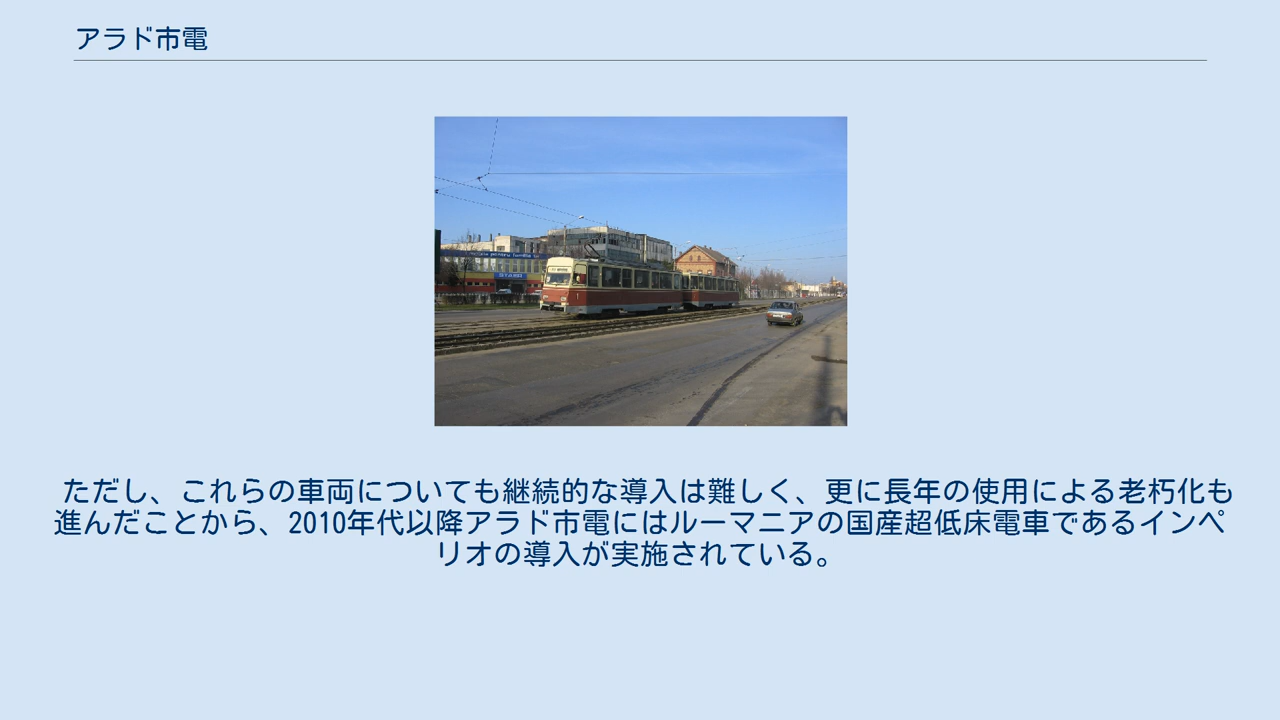 アラド市電
ただし、これらの車両についても継続的な導入は難しく、更に長年の使用による老朽化も
進んだことから、2010年代以降アラド市電にはルーマニアの国産超低床電車であるインペ
リオの導入が実施されている。